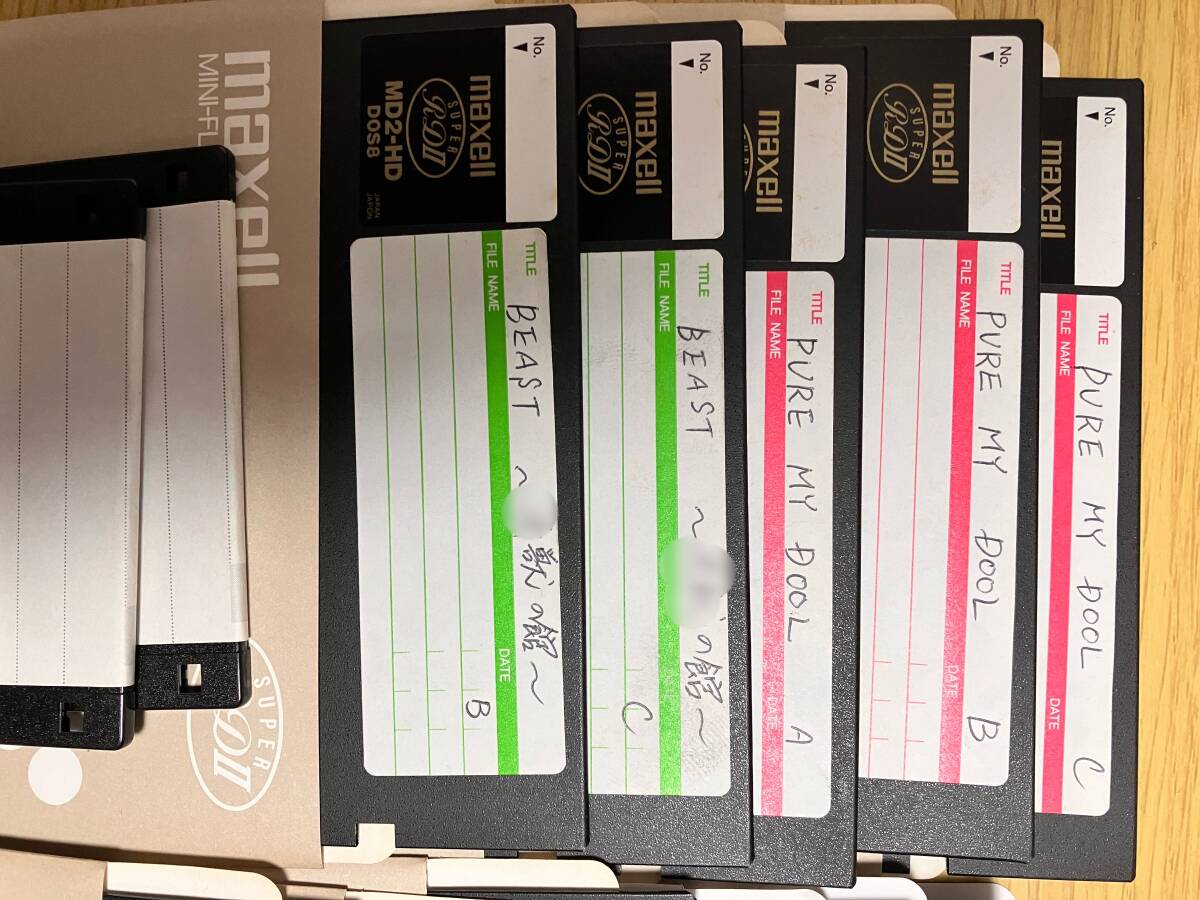 maxell
MINI-FL
SUPER
RDII
No.
maxell
SUPER
RDII
MD2-HD
DOS8
JAPAN
JAPON
TITLE BEAST ～ 獣の館～
FILE NAME DATE
B
No.
maxell
SUPER
RDII
TITLE BEAST ～ の館～
FILE NAME
C
No.
maxell
TITLE PURE MY DOOL A
FILE NAME DATE
No.
maxell
SUPER
RDII
TITLE PURE MY DOOL B
FILE NAME DATE
No.
maxell
TITLE PURE MY DOOL C
FILE NAME DATE